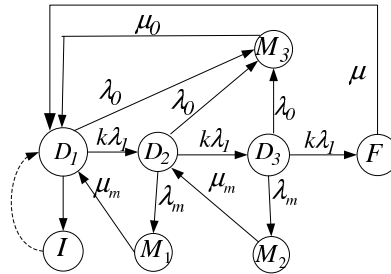 μ₀
M₃
μ
λ₀ λ₀ λ₀
D₁ kλ₁ D₂ kλ₁ D₃ kλ₁ F
μₘ λₘ μₘ λₘ
I M₁ M₂